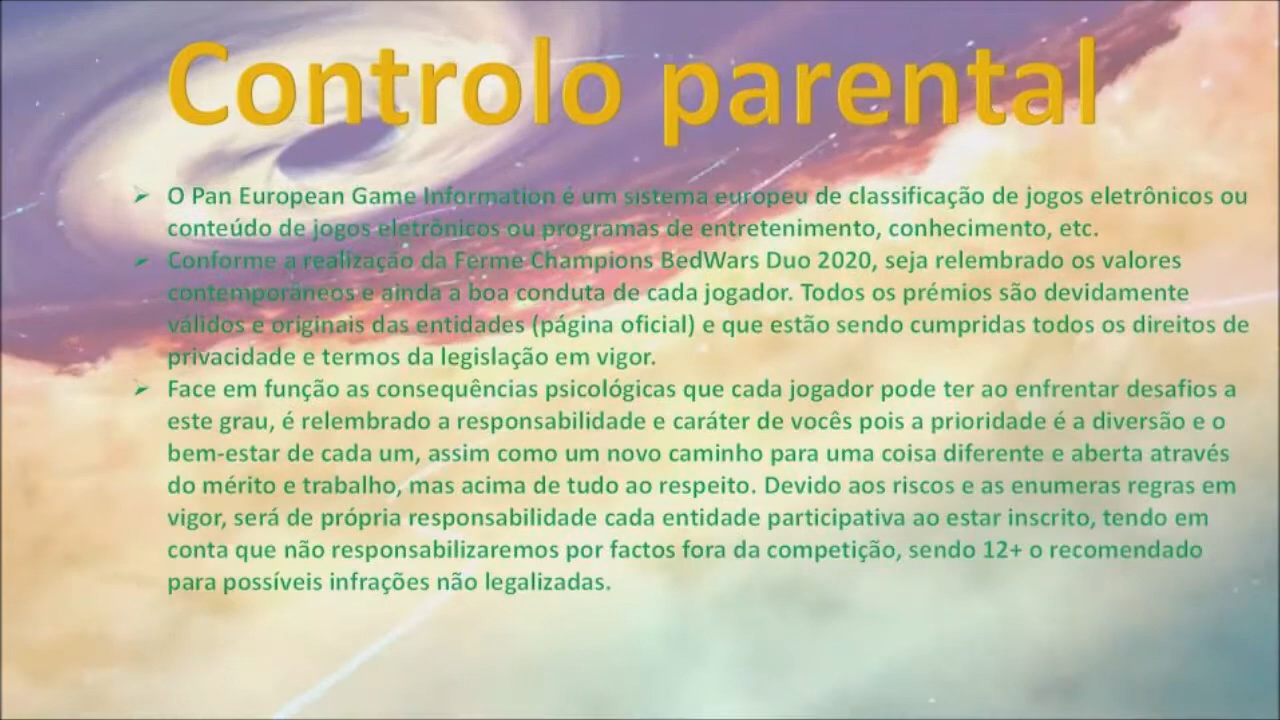 Controlo parental
➢ O Pan European Game Information é um sistema europeu de classificação de jogos eletrônicos ou
conteúdo de jogos eletrônicos ou programas de entretenimento, conhecimento, etc.
➢ Conforme a realização da Ferme Champions BedWars Duo 2020, seja relembrado os valores
contemporâneos e ainda a boa conduta de cada jogador. Todos os prémios são devidamente
válidos e originais das entidades (página oficial) e que estão sendo cumpridas todos os direitos de
privacidade e termos da legislação em vigor.
➢ Face em função as consequências psicológicas que cada jogador pode ter ao enfrentar desafios a
este grau, é relembrado a responsabilidade e caráter de vocês pois a prioridade é a diversão e o
bem-estar de cada um, assim como um novo caminho para uma coisa diferente e aberta através
do mérito e trabalho, mas acima de tudo ao respeito. Devido aos riscos e as enumeras regras em
vigor, será de própria responsabilidade cada entidade participativa ao estar inscrito, tendo em
conta que não responsabilizaremos por factos fora da competição, sendo 12+ o recomendado
para possíveis infrações não legalizadas.